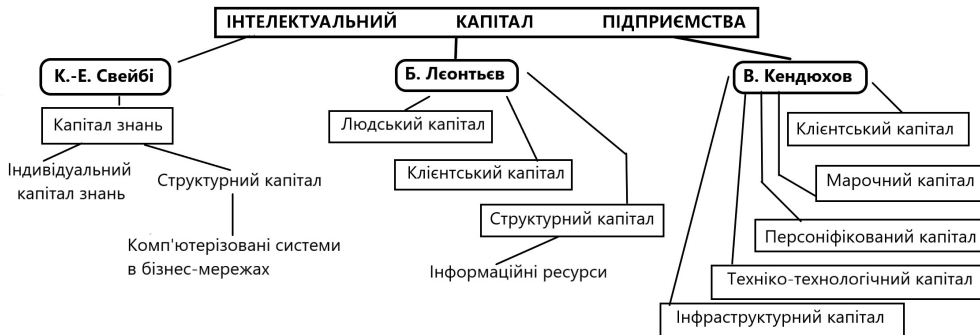 ІНТЕЛЕКТУАЛЬНИЙ КАПІТАЛ ПІДПРИЄМСТВА
К.-Е. Свейбі
Капітал знань
Індивідуальний
капітал знань
Структурний капітал
Комп'ютерізовані системи
в бізнес-мережах
Б. Лєонтьєв
Людський капітал
Клієнтський капітал
Структурний капітал
Інформаційні ресурси
В. Кендюхов
Клієнтський капітал
Марочний капітал
Персоніфікований капітал
Техніко-технологічний капітал
Інфраструктурний капітал